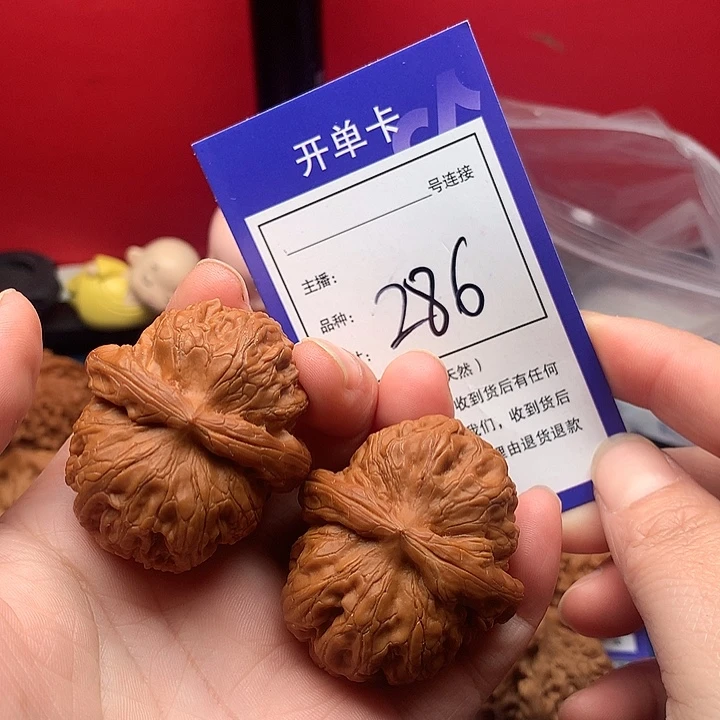 开单卡
号连接
主播：
品种：
286
天然）
收到货后有任何
我们，收到货后
理由退货退款